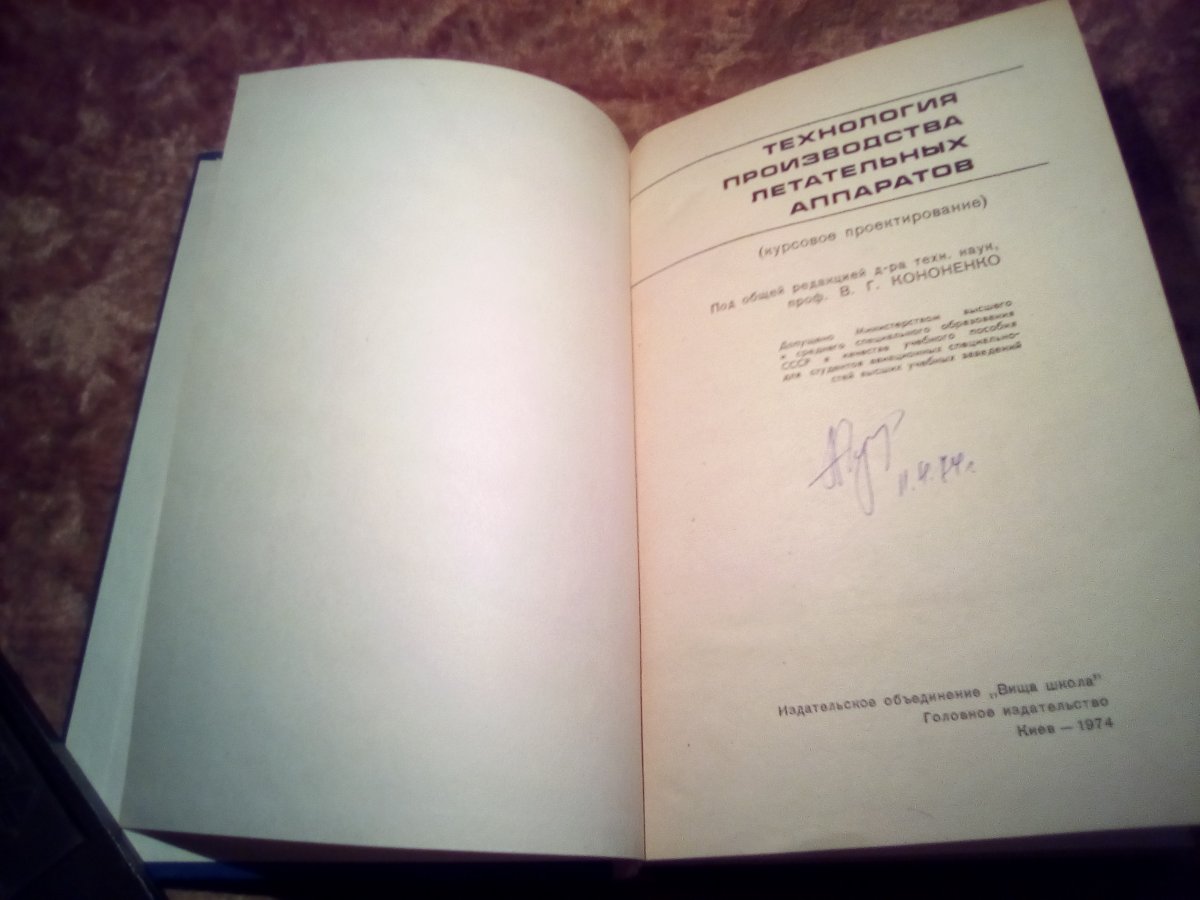 ТЕХНОЛОГИЯ
ПРОИЗВОДСТВА
ЛЕТАТЕЛЬНЫХ
АППАРАТОВ
(курсовое проектирование)
Под общей редакцией д-ра техн. наук,
проф. В. Г. КОНОНЕНКО
Допущено Министерством высшего
и среднего специального образования
СССР в качестве учебного пособия
для студентов авиационных специально-
стей высших учебных заведений
Издательское объединение „Вища школа"
Головное издательство
Киев — 1974